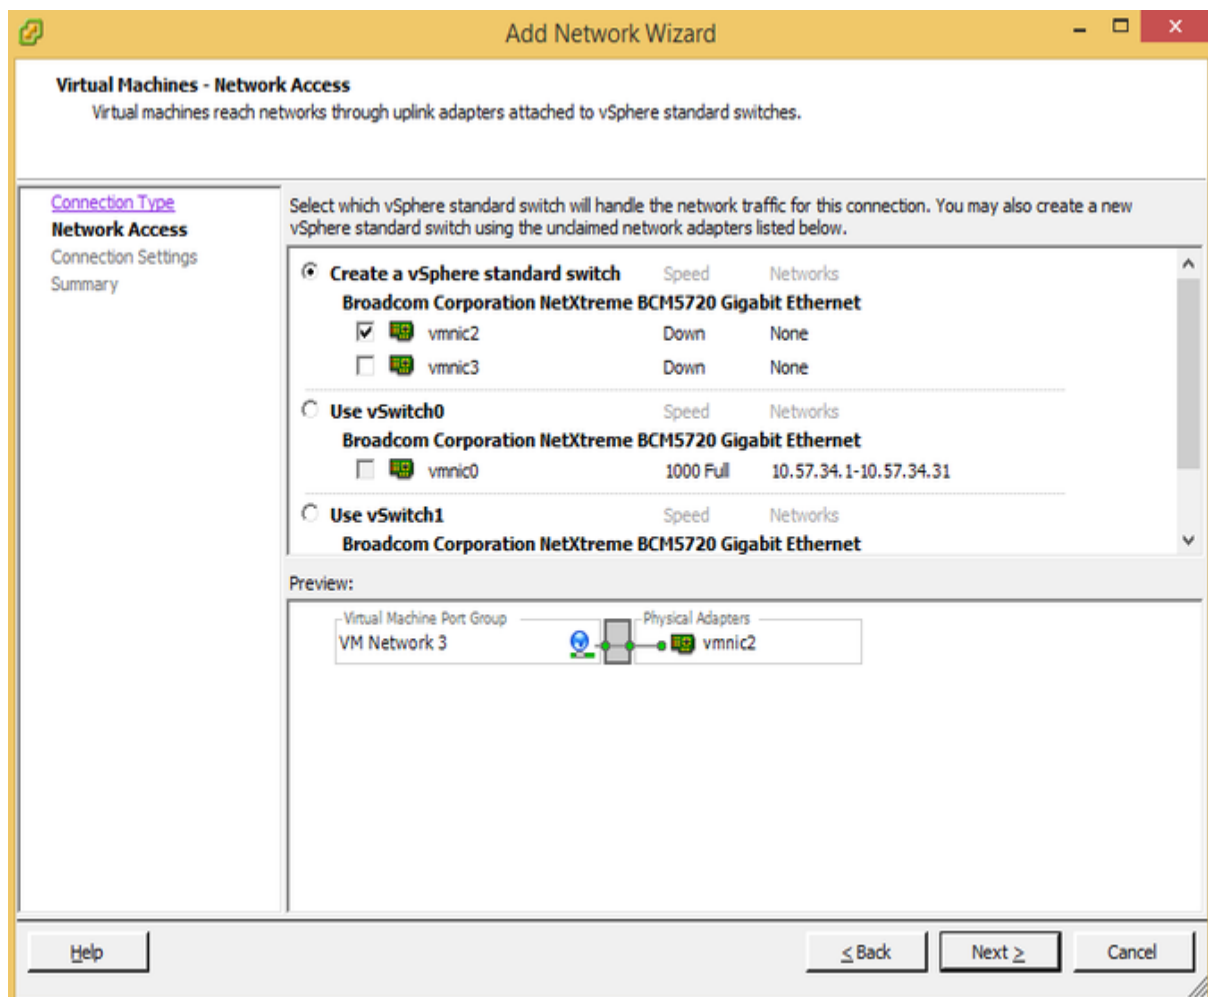 Add Network Wizard
Virtual Machines - Network Access
Virtual machines reach networks through uplink adapters attached to vSphere standard switches.
Connection Type
Network Access
Connection Settings
Summary
Select which vSphere standard switch will handle the network traffic for this connection. You may also create a new
vSphere standard switch using the unclaimed network adapters listed below.
Create a vSphere standard switch Speed Networks
Broadcom Corporation NetXtreme BCM5720 Gigabit Ethernet
vmnic2 Down None
vmnic3 Down None
Use vSwitch0 Speed Networks
Broadcom Corporation NetXtreme BCM5720 Gigabit Ethernet
vmnic0 1000 Full 10.57.34.1-10.57.34.31
Use vSwitch1 Speed Networks
Broadcom Corporation NetXtreme BCM5720 Gigabit Ethernet
Preview:
Virtual Machine Port Group Physical Adapters
VM Network 3 vmnic2
Help < Back Next > Cancel